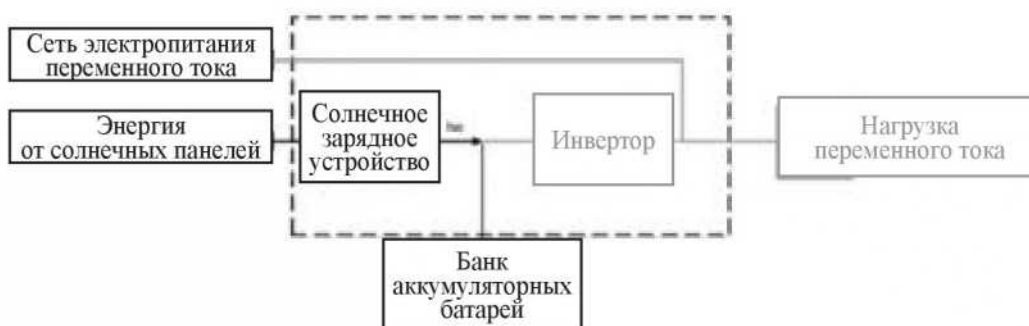 Сеть электропитания
переменного тока
Энергия
от солнечных панелей
Солнечное
зарядное
устройство
Инвертор
Нагрузка
переменного тока
Банк
аккумуляторных
батарей